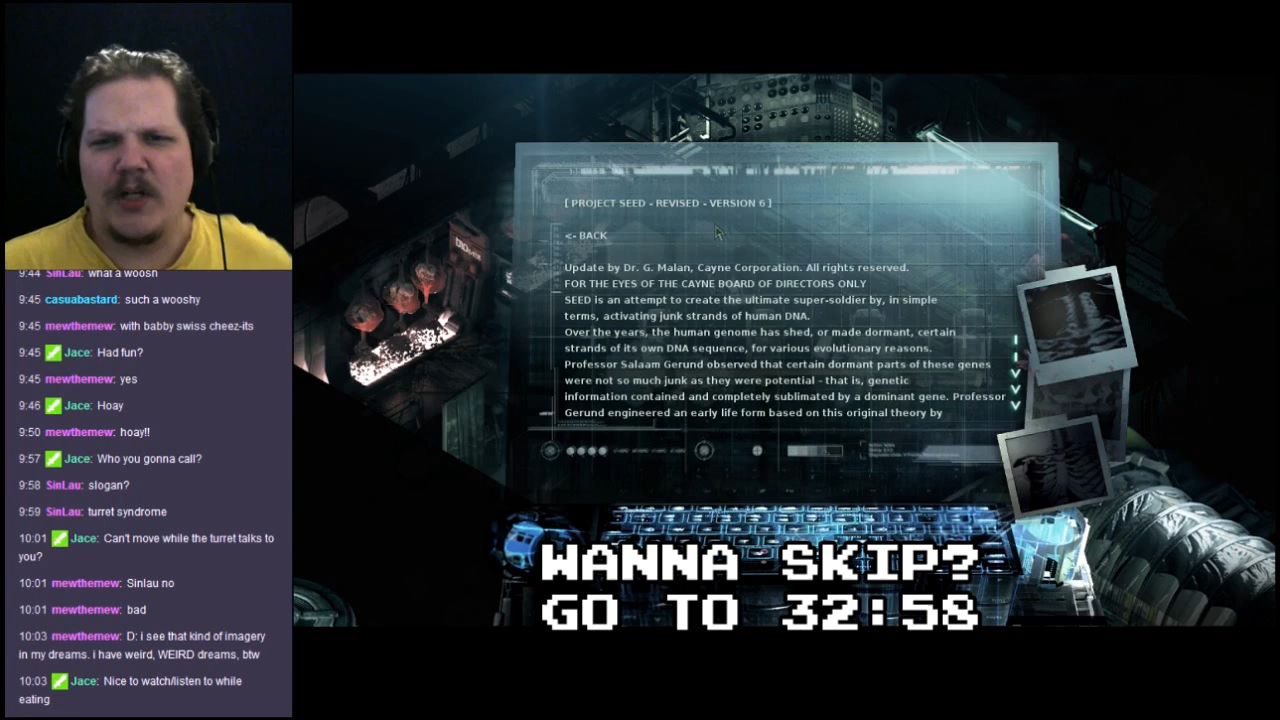 9:44 SinLau: what a woosh
9:45 casuabastard: such a wooshy
9:45 mewthemew: with babby swiss cheez-its
9:45 Jace: Had fun?
9:45 mewthemew: yes
9:46 Jace: Hoay
9:50 mewthemew: hoay!!
9:57 Jace: Who you gonna call?
9:58 SinLau: slogan?
9:59 SinLau: turret syndrome
10:01 Jace: Can't move while the turret talks to
you?
10:01 mewthemew: Sinlau no
10:01 mewthemew: bad
10:03 mewthemew: D: i see that kind of imagery
in my dreams. i have weird, WEIRD dreams, btw
10:03 Jace: Nice to watch/listen to while
eating
[ PROJECT SEED - REVISED - VERSION 6 ]
<- BACK
Update by Dr. G. Malan, Cayne Corporation. All rights reserved.
FOR THE EYES OF THE CAYNE BOARD OF DIRECTORS ONLY
SEED is an attempt to create the ultimate super-soldier by, in simple
terms, activating junk strands of human DNA.
Over the years, the human genome has shed, or made dormant, certain
strands of its own DNA sequence, for various evolutionary reasons.
Professor Salaam Gerund observed that certain dormant parts of these genes
were not so much junk as they were potential - that is, genetic
information contained and completely sublimated by a dominant gene. Professor
Gerund engineered an early life form based on this original theory by
WANNA SKIP?
GO TO 32:58